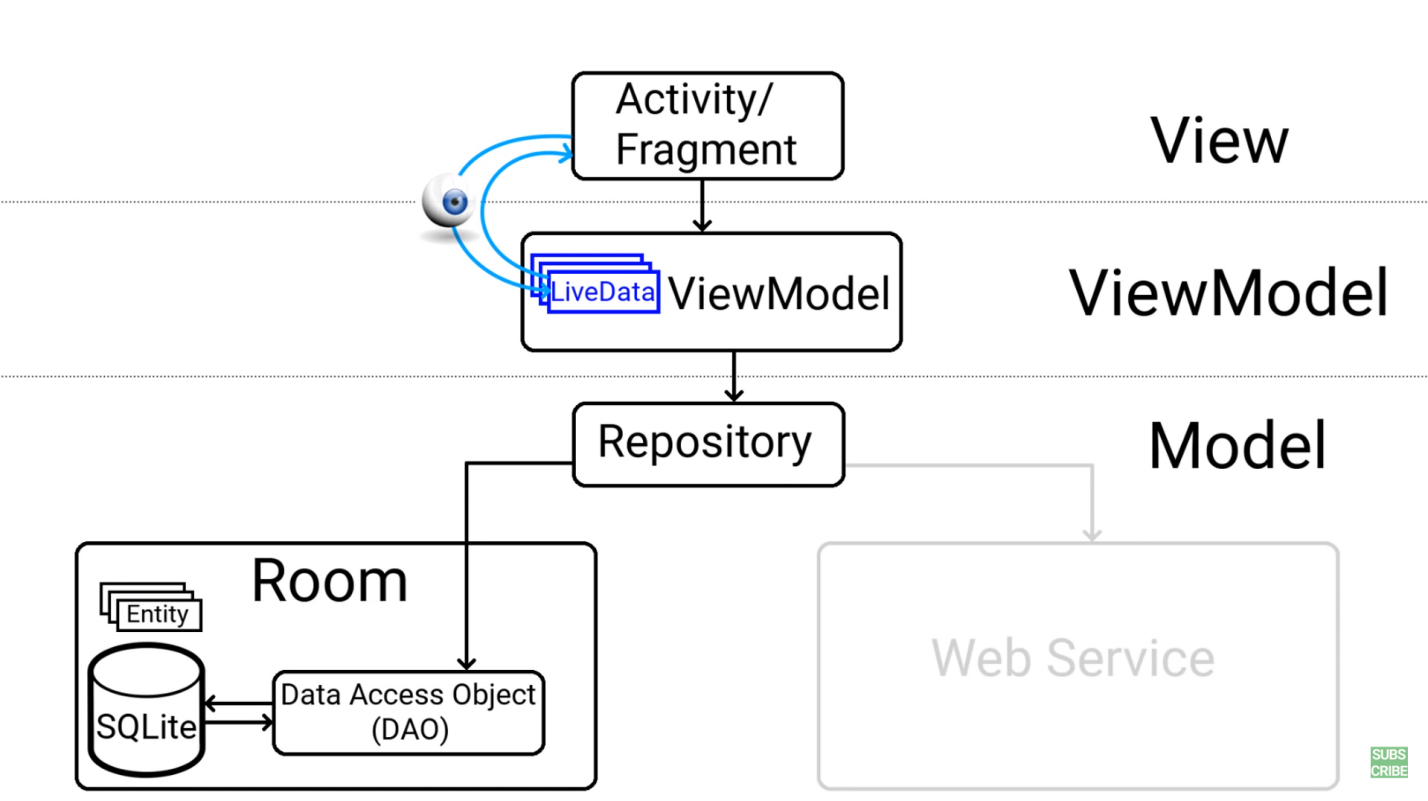 Activity/
Fragment
View
LiveData
ViewModel
ViewModel
Repository
Model
Room
Entity
SQLite
Data Access Object
(DAO)
Web Service
SUBS
CRIBE